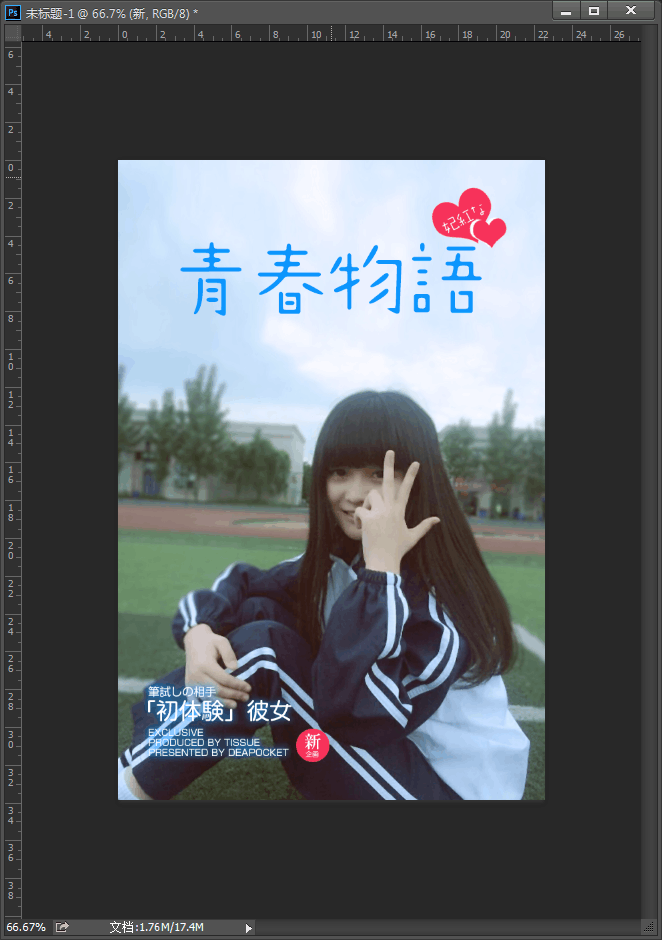 Ps 未标题-1 @ 66.7% (新, RGB/8) *
4 2 0 2 4 6 8 10 12 14 16 18 20 22 24 26
6
4
2
0
2
4
6
8
10
12
14
16
18
20
22
24
26
28
30
32
34
36
38
妃紅な
青春物語
筆試しの相手
「初体験」彼女
EXCLUSIVE
PRODUCED BY TISSUE
PRESENTED BY DEAPOCKET
新
企画
66.67% 文档:1.76M/17.4M